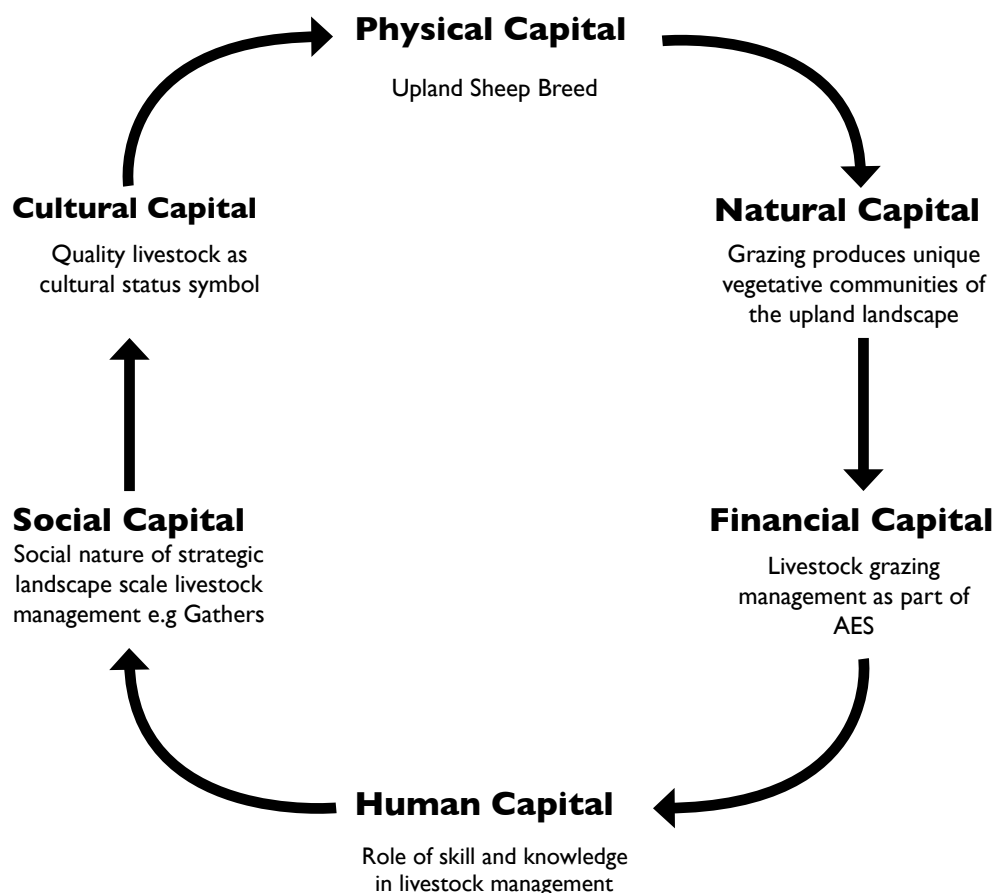 Physical Capital
Upland Sheep Breed
Natural Capital
Grazing produces unique
vegetative communities of
the upland landscape
Financial Capital
Livestock grazing
management as part of
AES
Human Capital
Role of skill and knowledge
in livestock management
Social Capital
Social nature of strategic
landscape scale livestock
management e.g Gathers
Cultural Capital
Quality livestock as
cultural status symbol